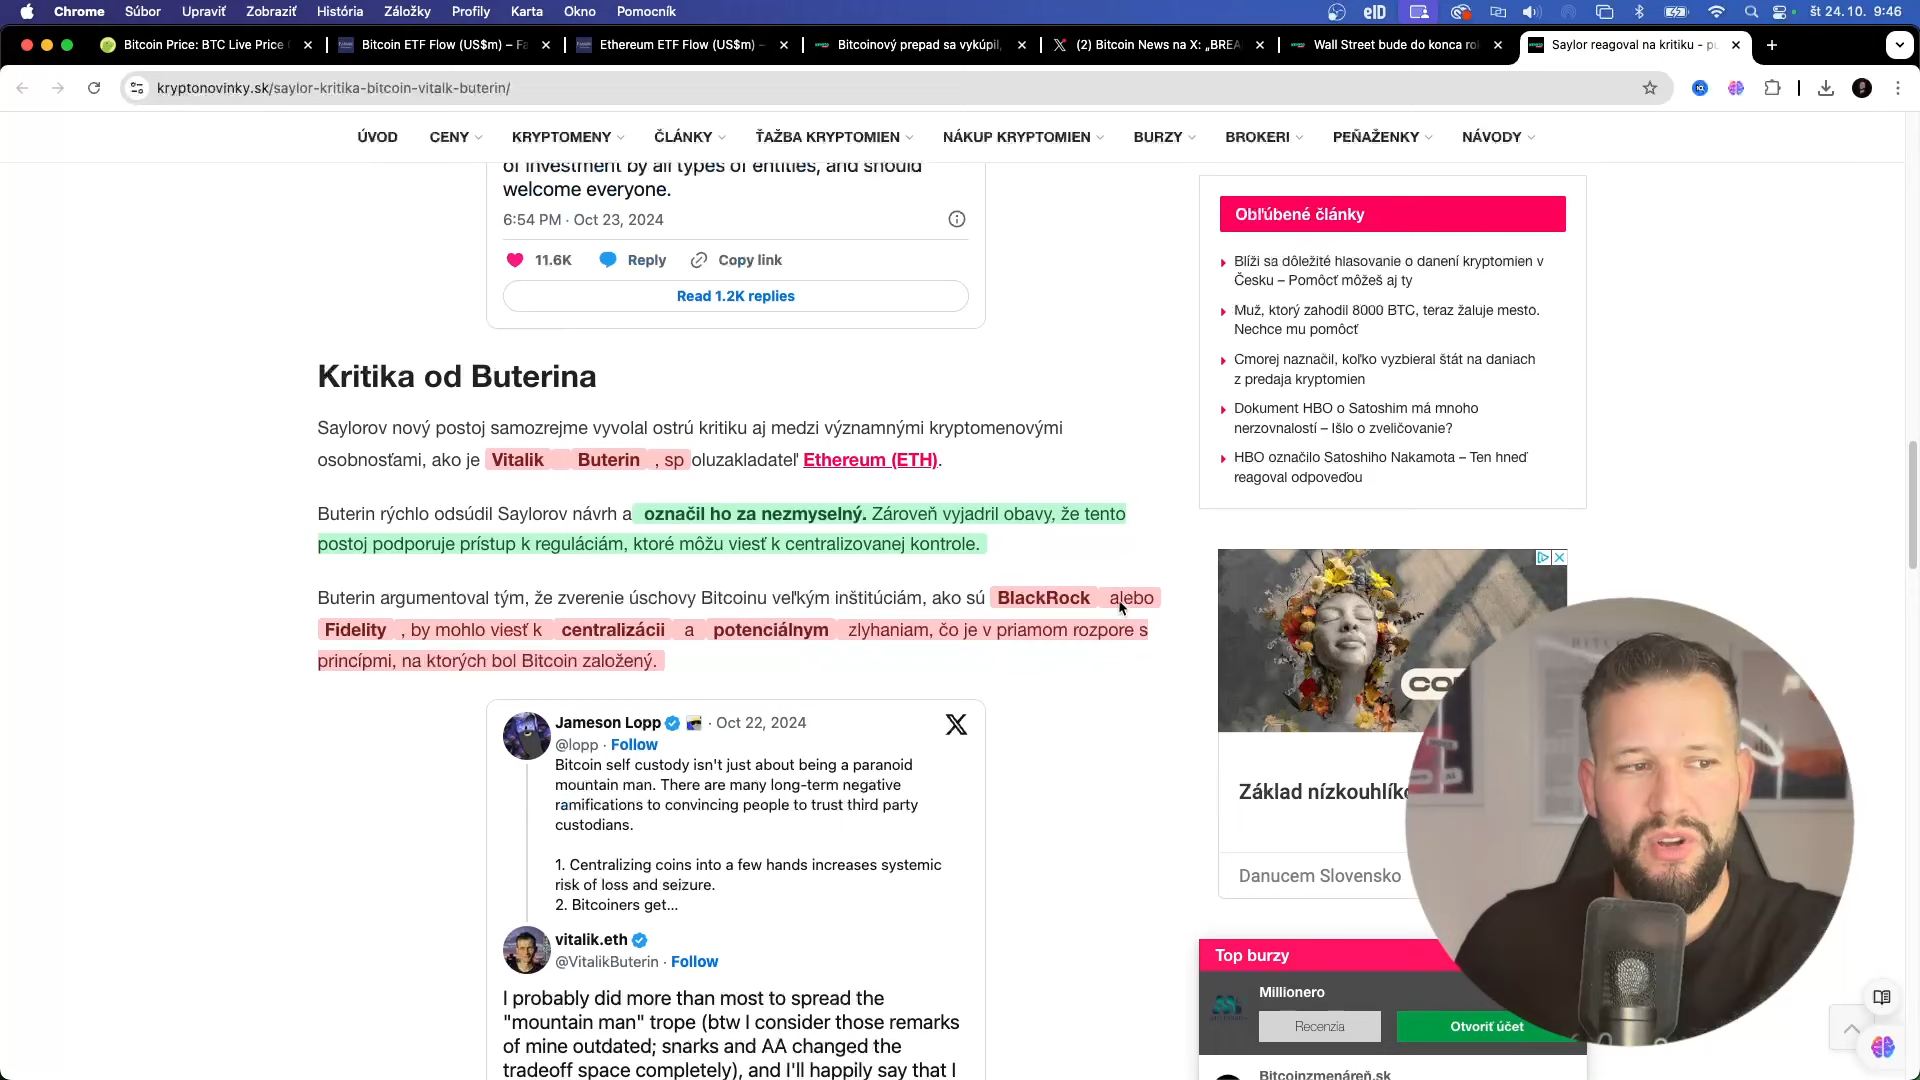 Chrome Súbor Upraviť Zobraziť História Záložky Profily Karta Okno Pomocník
eID
št 24. 10. 9:46
Bitcoin Price: BTC Live Price
Bitcoin ETF Flow (US$m) – Fa
Ethereum ETF Flow (US$m) –
Bitcoinový prepad sa vykúpil,
(2) Bitcoin News na X: „BREA
Wall Street bude do konca ro
Saylor reagoval na kritiku - p
kryptonovinky.sk/saylor-kritika-bitcoin-vitalk-buterin/
ÚVOD CENY KRYPTOMENY ČLÁNKY ŤAŽBA KRYPTOMIEN NÁKUP KRYPTOMIEN BURZY BROKERI PEŇAŽENKY NÁVODY
of investment by all types of entities, and should
welcome everyone.
6:54 PM · Oct 23, 2024
11.6K Reply Copy link
Read 1.2K replies
Kritika od Buterina
Saylorov nový postoj samozrejme vyvolal ostrú kritiku aj medzi významnými kryptomenovými
osobnosťami, ako je Vitalik Buterin , sp oluzakladateľ Ethereum (ETH).
Buterin rýchlo odsúdil Saylorov návrh a označil ho za nezmyselný. Zároveň vyjadril obavy, že tento
postoj podporuje prístup k reguláciám, ktoré môžu viesť k centralizovanej kontrole.
Buterin argumentoval tým, že zverenie úschovy Bitcoinu veľkým inštitúciám, ako sú BlackRock alebo
Fidelity , by mohlo viesť k centralizácii a potenciálnym zlyhaniam, čo je v priamom rozpore s
princípmi, na ktorých bol Bitcoin založený.
Jameson Lopp · Oct 22, 2024
@lopp · Follow
Bitcoin self custody isn't just about being a paranoid
mountain man. There are many long-term negative
ramifications to convincing people to trust third party
custodians.
1. Centralizing coins into a few hands increases systemic
risk of loss and seizure.
2. Bitcoiners get...
vitalik.eth
@VitalikButerin · Follow
I probably did more than most to spread the
"mountain man" trope (btw I consider those remarks
of mine outdated; snarks and AA changed the
tradeoff space completely), and I'll happily say that I
Obľúbené články
Blíži sa dôležité hlasovanie o danení kryptomien v
Česku – Pomôcť môžeš aj ty
Muž, ktorý zahodil 8000 BTC, teraz žaluje mesto.
Nechce mu pomôcť
Cmorej naznačil, koľko vyzbieral štát na daniach
z predaja kryptomien
Dokument HBO o Satoshim má mnoho
nerzovnalostí – Išlo o zveličovanie?
HBO označilo Satoshiho Nakamota – Ten hneď
reagoval odpoveďou
Základ nízkouhlík
Danucem Slovensko
Top burzy
Millionero
Recenzia
Otvoriť účet
Bitcoinzmenáreň.sk